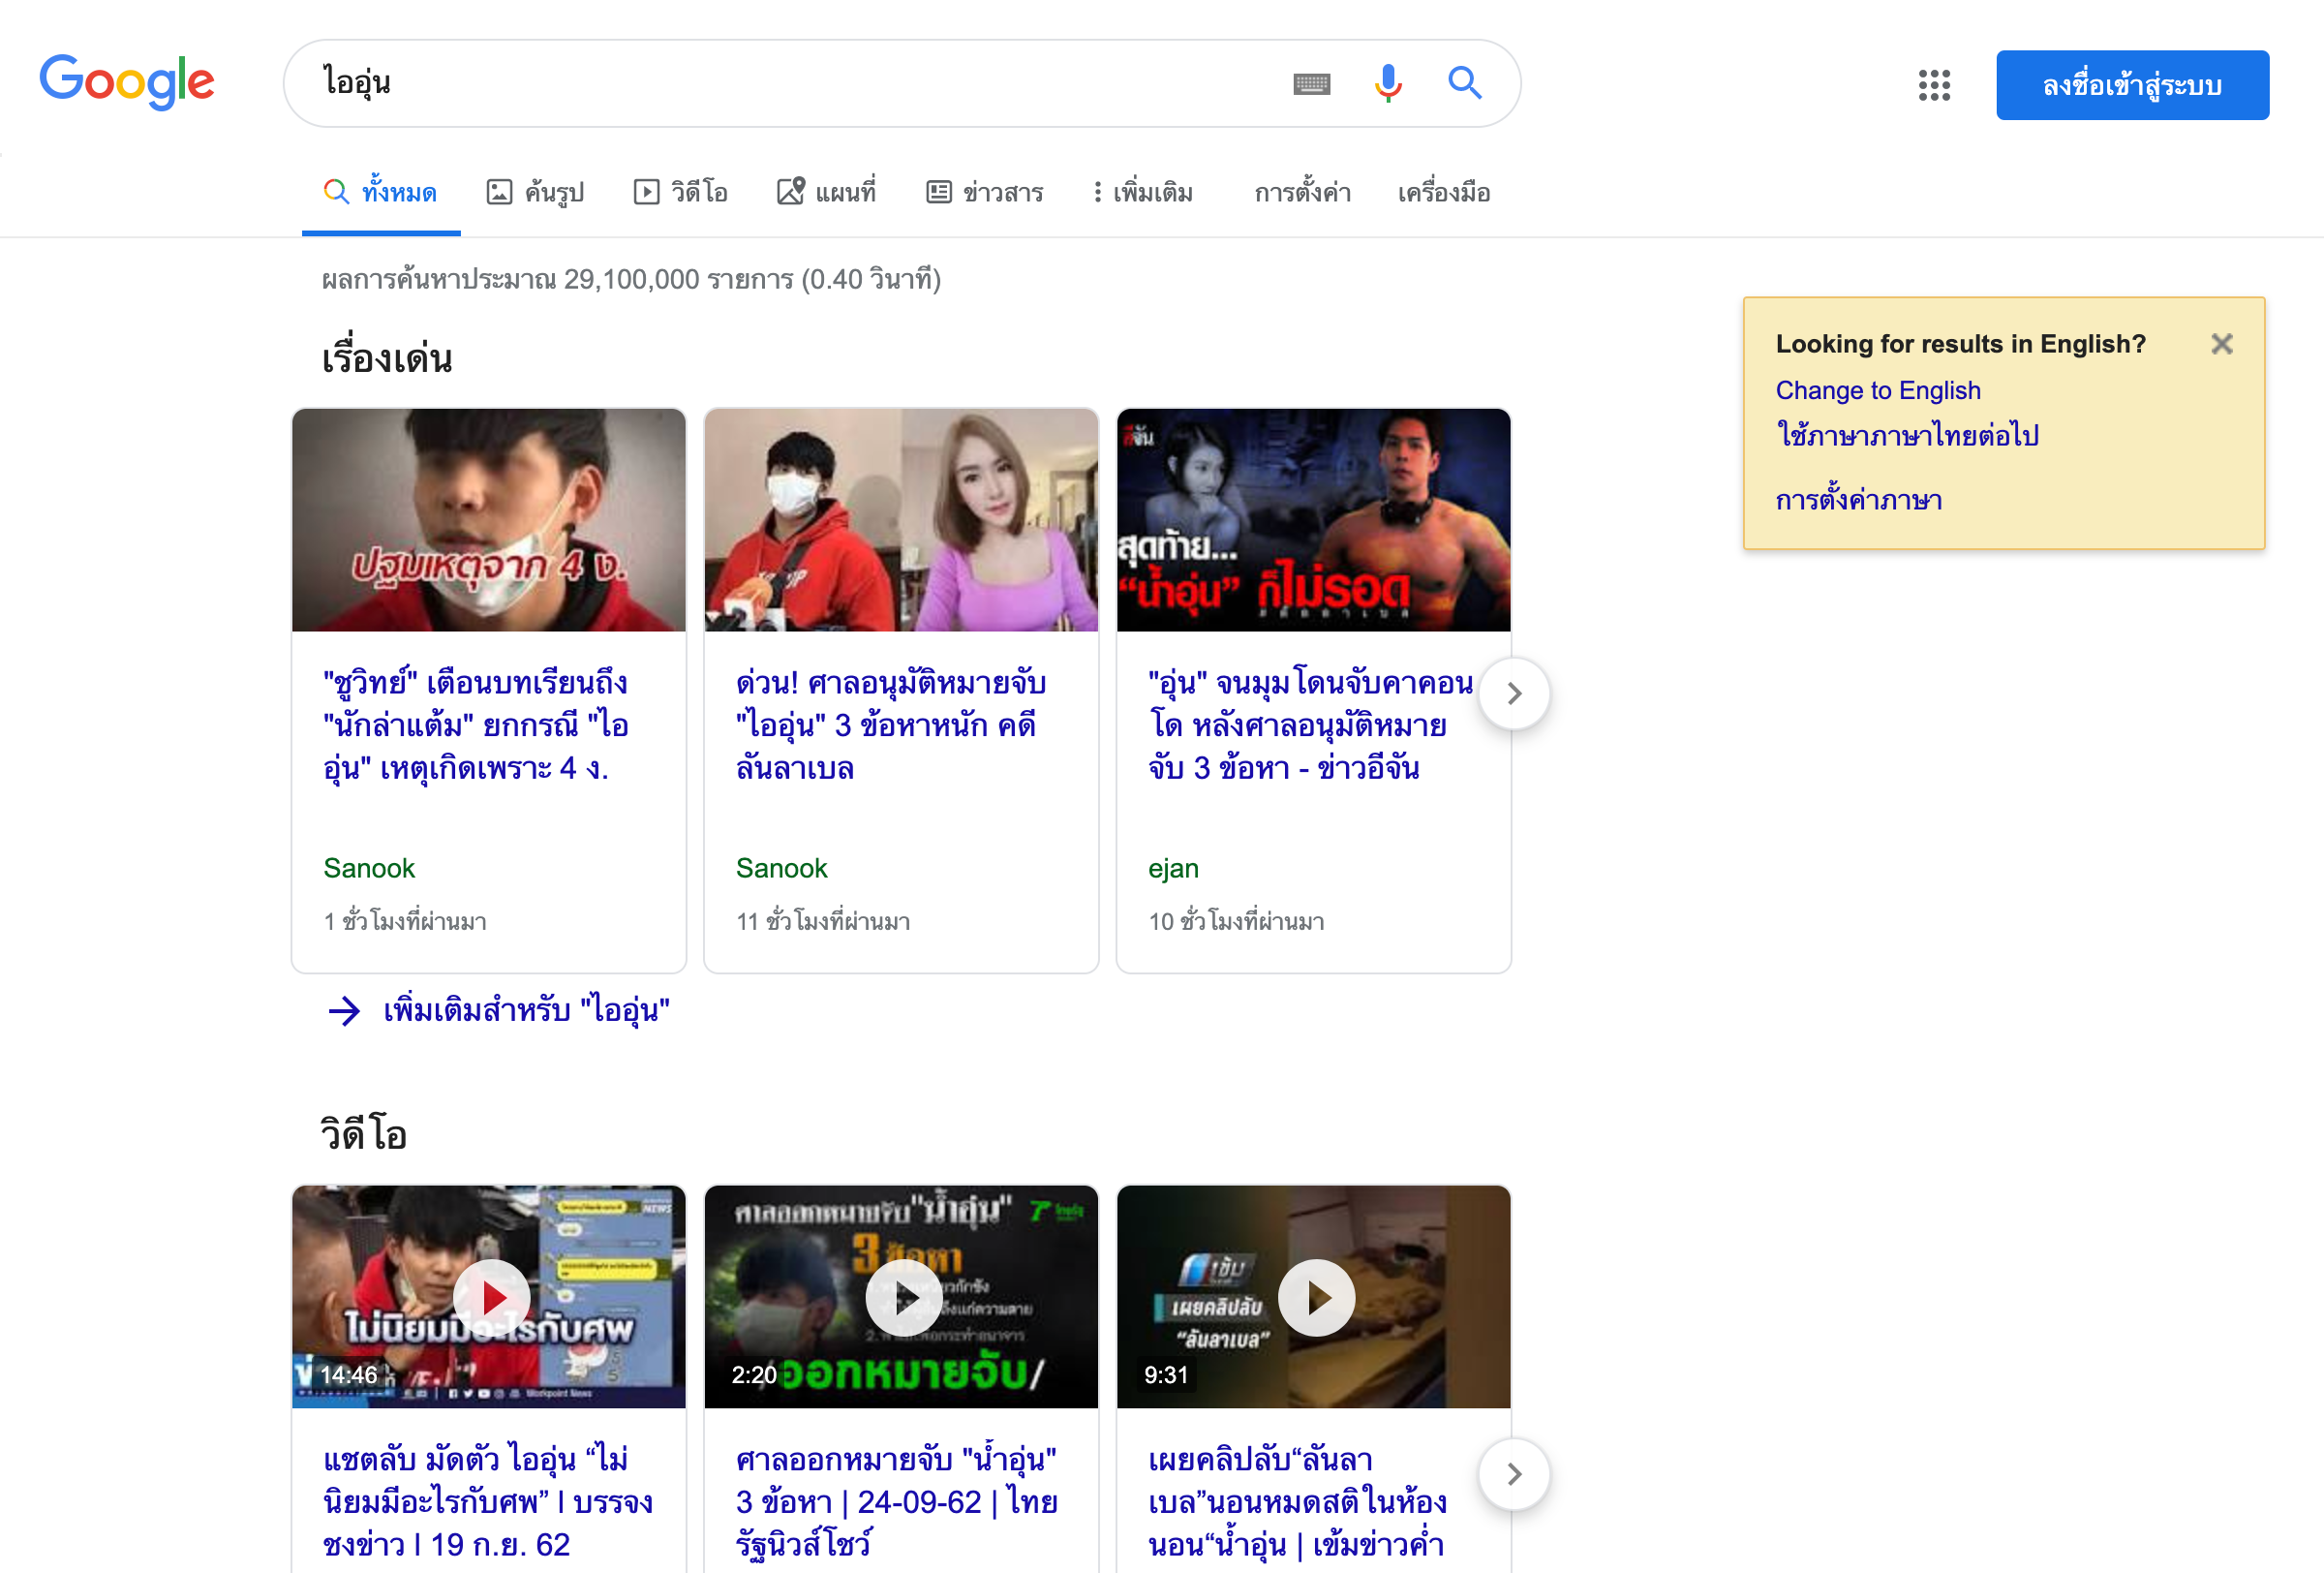 Google
ไออุ่น
ลงชื่อเข้าสู่ระบบ
ทั้งหมด ค้นรูป วิดีโอ แผนที่ ข่าวสาร เพิ่มเติม การตั้งค่า เครื่องมือ
ผลการค้นหาประมาณ 29,100,000 รายการ (0.40 วินาที)
Looking for results in English?
Change to English
ใช้ภาษาภาษาไทยต่อไป
การตั้งค่าภาษา
เรื่องเด่น
ปฐมเหตุจาก 4 ง.
"ชูวิทย์" เตือนบทเรียนถึง
"นักล่าแต้ม" ยกกรณี "ไอ
อุ่น" เหตุเกิดเพราะ 4 ง.
Sanook
1 ชั่วโมงที่ผ่านมา
ด่วน! ศาลอนุมัติหมายจับ
"ไออุ่น" 3 ข้อหาหนัก คดี
ลันลาเบล
Sanook
11 ชั่วโมงที่ผ่านมา
อีจัน
สุดท้าย...
“น้ำอุ่น” ก็ไม่รอด
"อุ่น" จนมุมโดนจับคาคอน
โด หลังศาลอนุมัติหมาย
จับ 3 ข้อหา - ข่าวอีจัน
ejan
10 ชั่วโมงที่ผ่านมา
เพิ่มเติมสำหรับ "ไออุ่น"
วิดีโอ
NEWS
ไม่นิยมมีอะไรกับศพ
14:46
Workpoint News
แชตลับ มัดตัว ไออุ่น “ไม่
นิยมมีอะไรกับศพ” l บรรจง
ชงข่าว l 19 ก.ย. 62
ศาลออกหมายจับ "น้ำอุ่น"
ไทยรัฐ
3 ข้อหา
2:20
ออกหมายจับ/
ศาลออกหมายจับ "น้ำอุ่น"
3 ข้อหา | 24-09-62 | ไทย
รัฐนิวส์โชว์
เข้ม
เผยคลิปลับ
“ลันลาเบล”
9:31
เผยคลิปลับ“ลันลา
เบล”นอนหมดสติในห้อง
นอน“น้ำอุ่น | เข้มข่าวค่ำ